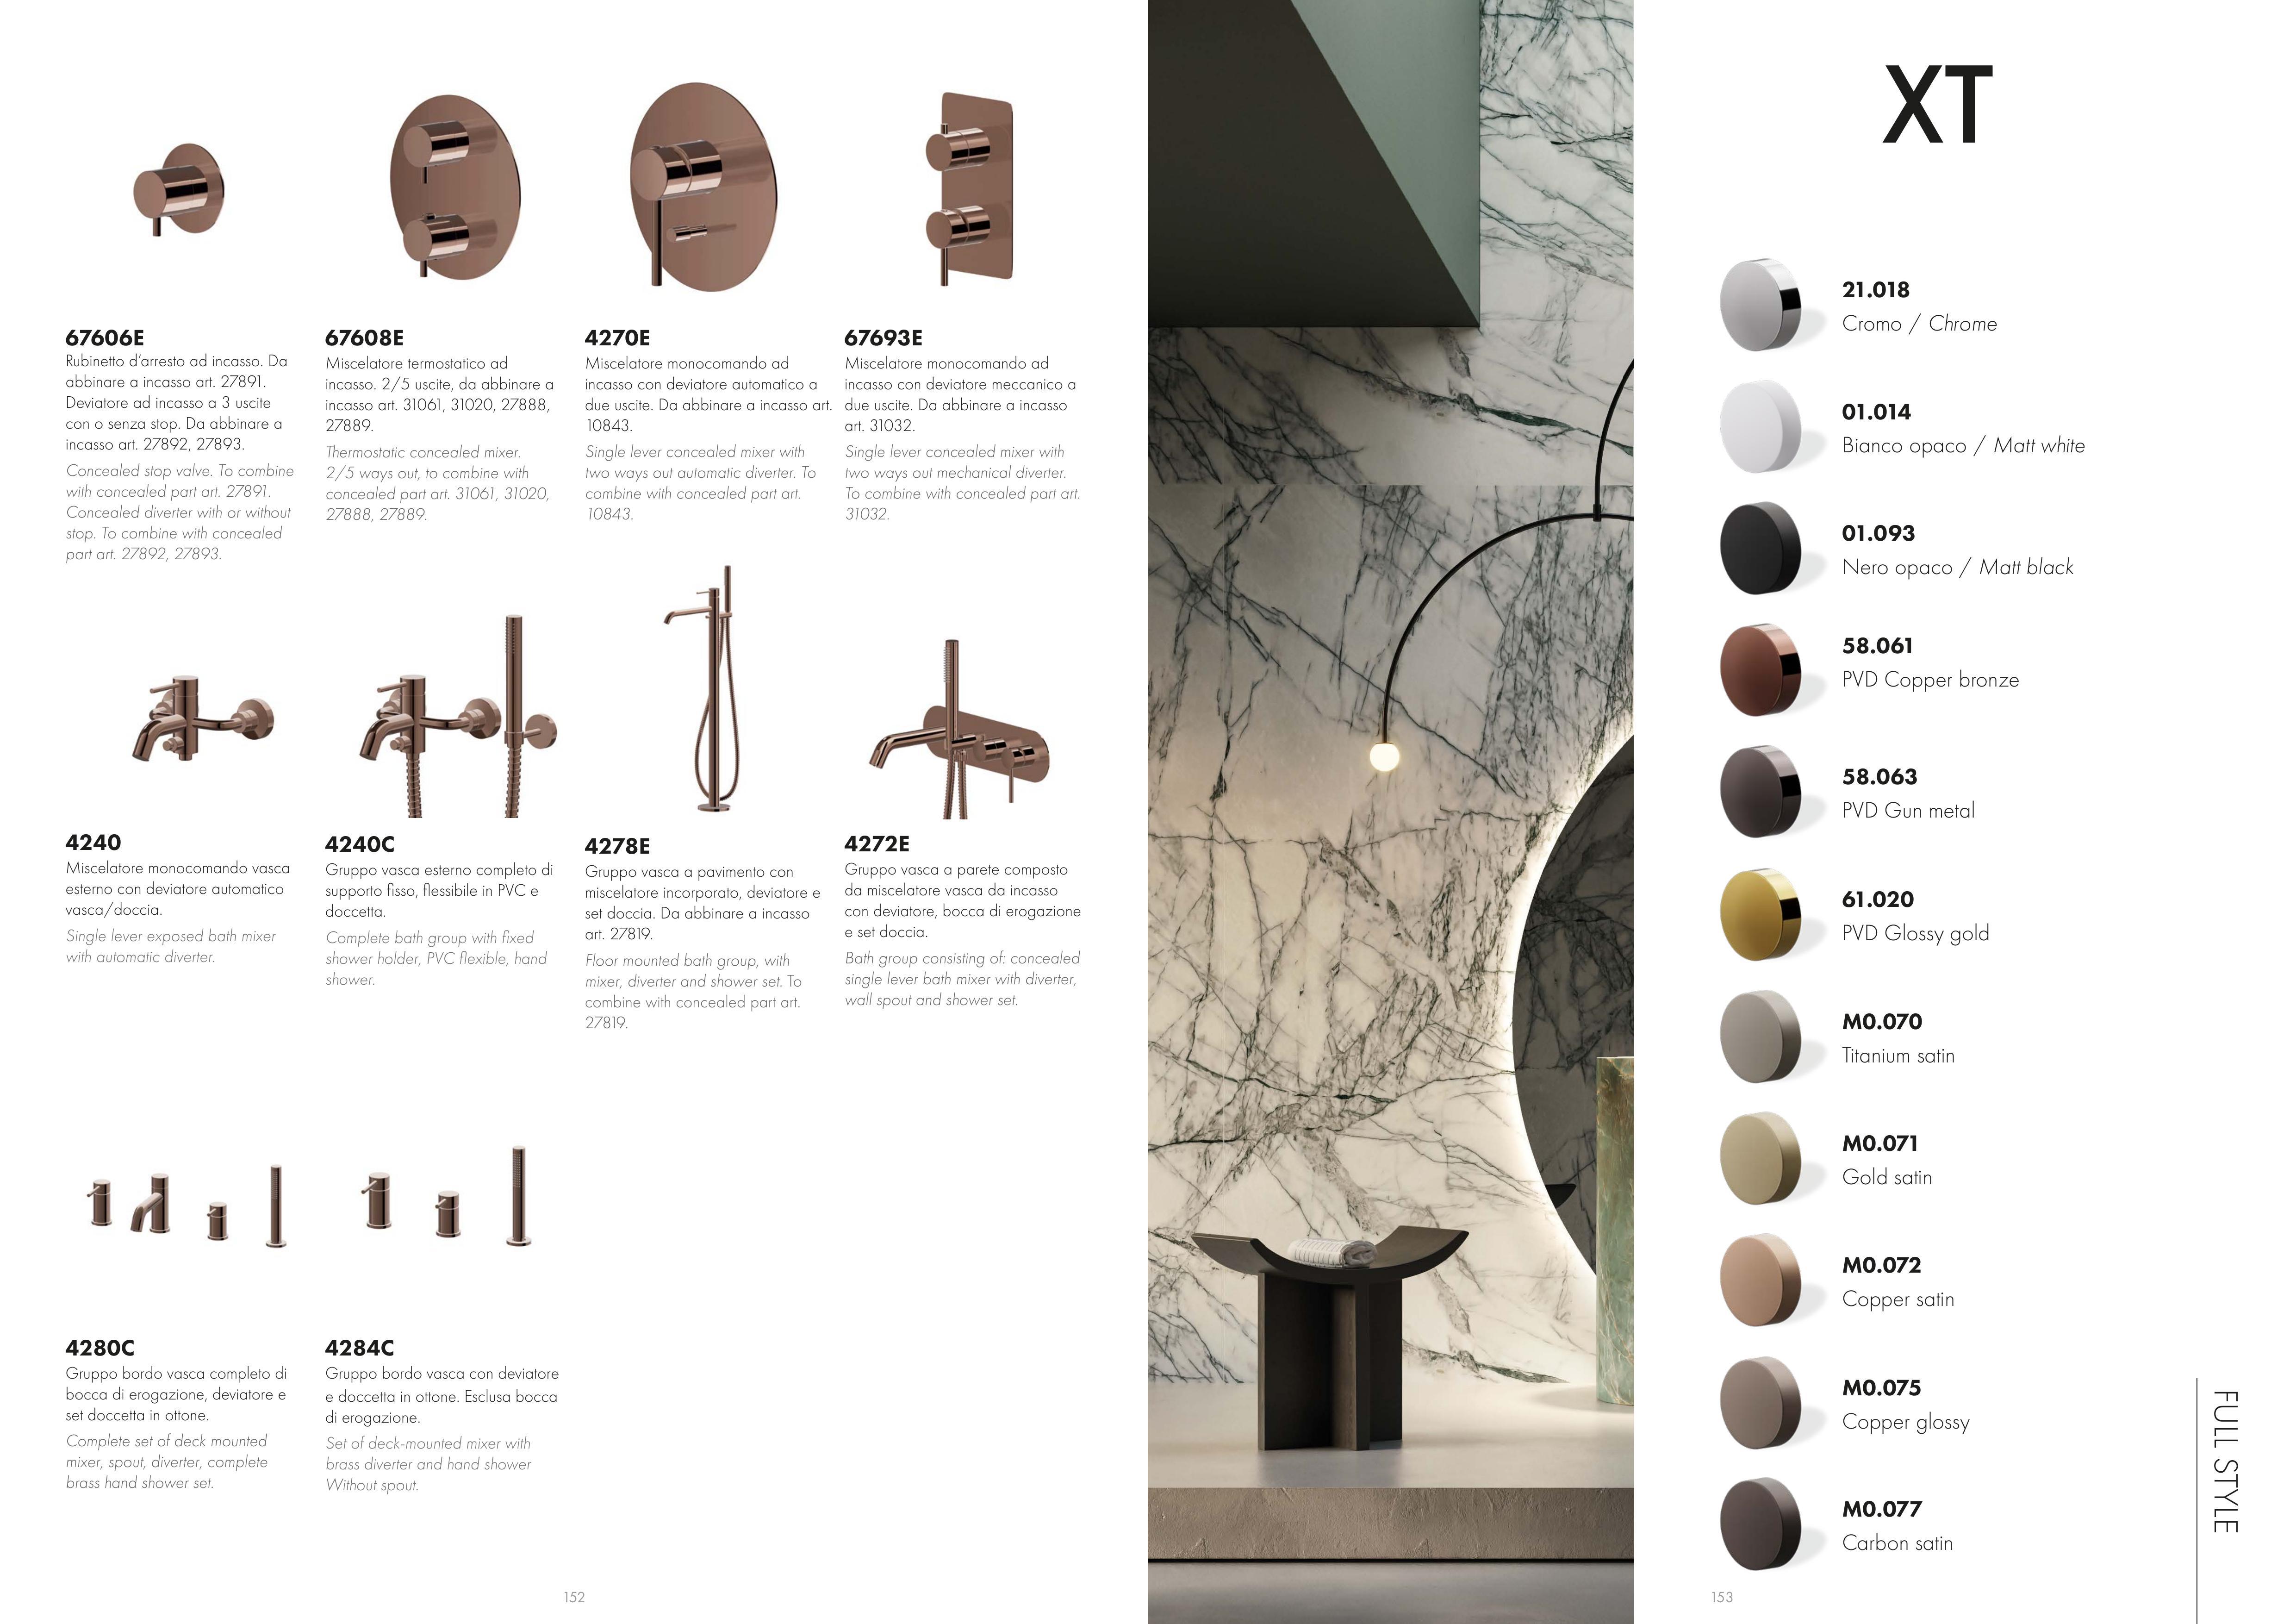 67606E
Rubinetto d'arresto ad incasso. Da
abbinare a incasso art. 27891.
Deviatore ad incasso a 3 uscite
con o senza stop. Da abbinare a
incasso art. 27892, 27893.
Concealed stop valve. To combine
with concealed part art. 27891.
Concealed diverter with or without
stop. To combine with concealed
part art. 27892, 27893.
67608E
Miscelatore termostatico ad
incasso. 2/5 uscite, da abbinare a
incasso art. 31061, 31020, 27888,
27889.
Thermostatic concealed mixer.
2/5 ways out, to combine with
concealed part art. 31061, 31020,
27888, 27889.
4270E
Miscelatore monocomando ad
incasso con deviatore automatico a
due uscite. Da abbinare a incasso art.
10843.
Single lever concealed mixer with
two ways out automatic diverter. To
combine with concealed part art.
10843.
67693E
Miscelatore monocomando ad
incasso con deviatore meccanico a
due uscite. Da abbinare a incasso
art. 31032.
Single lever concealed mixer with
two ways out mechanical diverter.
To combine with concealed part art.
31032.
4240
Miscelatore monocomando vasca
esterno con deviatore automatico
vasca/doccia.
Single lever exposed bath mixer
with automatic diverter.
4240C
Gruppo vasca esterno completo di
supporto fisso, flessibile in PVC e
doccetta.
Complete bath group with fixed
shower holder, PVC flexible, hand
shower.
4278E
Gruppo vasca a pavimento con
miscelatore incorporato, deviatore e
set doccia. Da abbinare a incasso
art. 27819.
Floor mounted bath group, with
mixer, diverter and shower set. To
combine with concealed part art.
27819.
4272E
Gruppo vasca a parete composto
da miscelatore vasca da incasso
con deviatore, bocca di erogazione
e set doccia.
Bath group consisting of: concealed
single lever bath mixer with diverter,
wall spout and shower set.
4280C
Gruppo bordo vasca completo di
bocca di erogazione, deviatore e
set doccetta in ottone.
Complete set of deck mounted
mixer, spout, diverter, complete
brass hand shower set.
4284C
Gruppo bordo vasca con deviatore
e doccetta in ottone. Esclusa bocca
di erogazione.
Set of deck-mounted mixer with
brass diverter and hand shower
Without spout.
152
XT
21.018
Cromo / Chrome
01.014
Bianco opaco / Matt white
01.093
Nero opaco / Matt black
58.061
PVD Copper bronze
58.063
PVD Gun metal
61.020
PVD Glossy gold
M0.070
Titanium satin
M0.071
Gold satin
M0.072
Copper satin
M0.075
Copper glossy
M0.077
Carbon satin
FULL STYLE
153